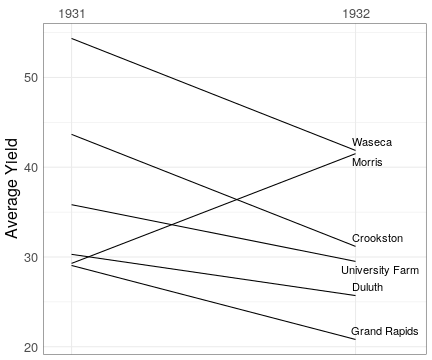 1931 1932
Average Yield
50
40
30
20
Waseca
Morris
Crookston
University Farm
Duluth
Grand Rapids